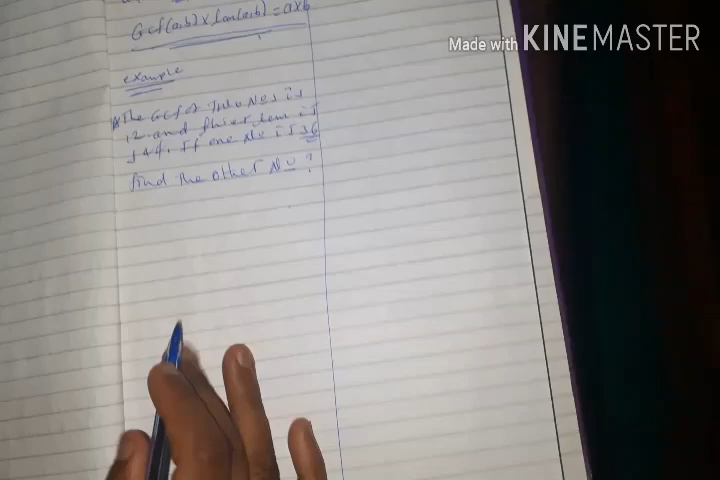 Made with KINEMASTER
Gcf(a,b) x Lcm(a,b) = a x b
example
The GCF of two Nos is
12 and their lcm is
144. If one No is 36
find the other No ?